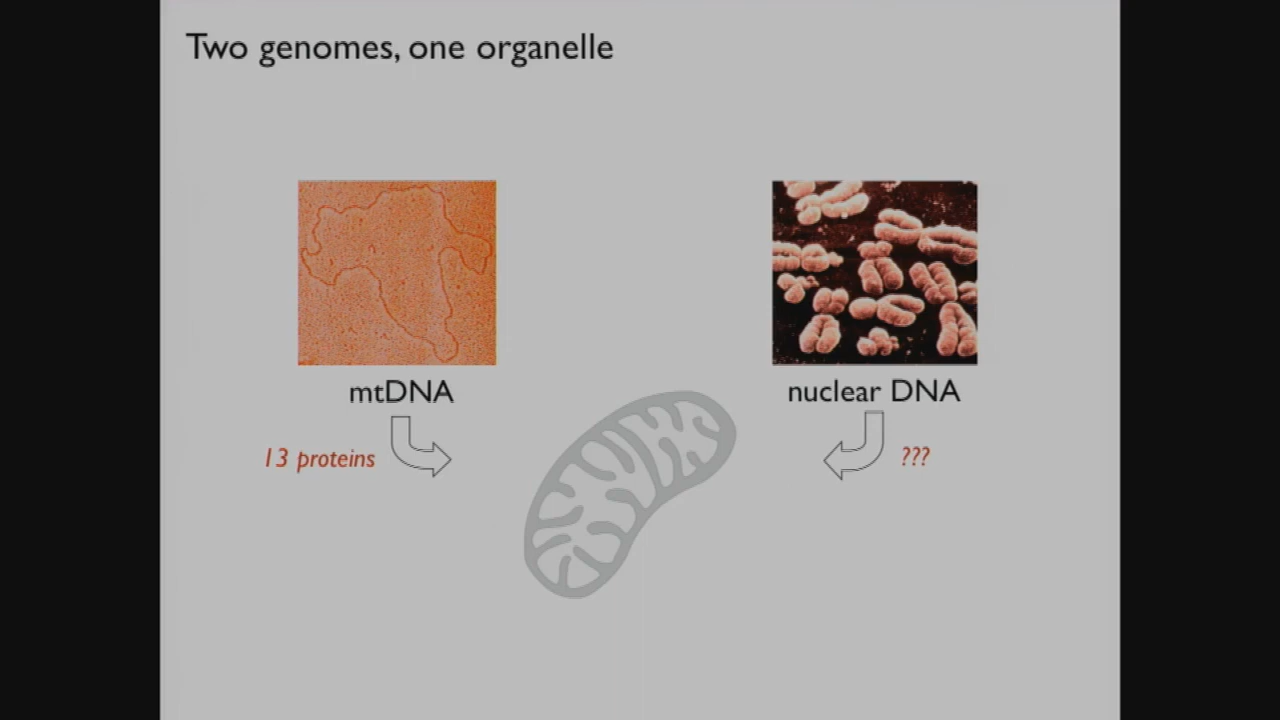 Two genomes, one organelle
mtDNA
nuclear DNA
13 proteins
???